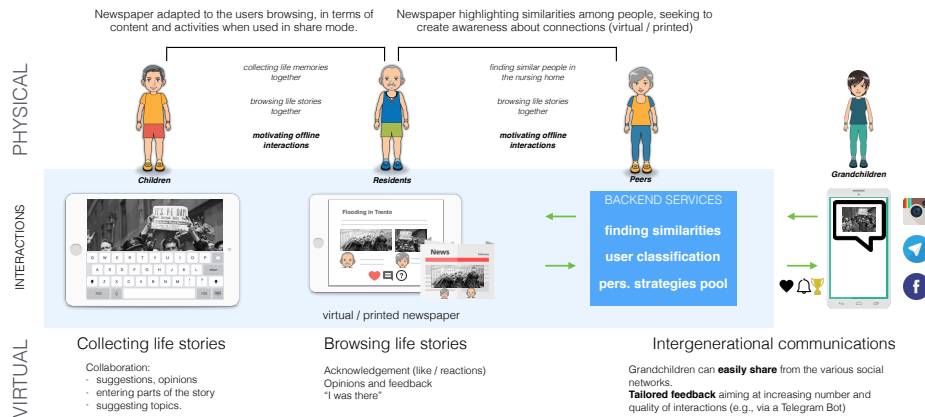 Newspaper adapted to the users browsing, in terms of
content and activities when used in share mode.
Newspaper highlighting similarities among people, seeking to
create awareness about connections (virtual / printed)
PHYSICAL
collecting life memories
together
browsing life stories
together
motivating offline
interactions
finding similar people in
the nursing home
browsing life stories
together
motivating offline
interactions
Children
Residents
Peers
Grandchildren
INTERACTIONS
IT'S PE DAY
Q W E R T Y U I O P
A S D F G H J K L
Z X C V B N M
Flooding in Trento
News
virtual / printed newspaper
BACKEND SERVICES
finding similarities
user classification
pers. strategies pool
VIRTUAL
Collecting life stories
Collaboration:
- suggestions, opinions
- entering parts of the story
- suggesting topics.
Browsing life stories
Acknowledgement (like / reactions)
Opinions and feedback
“I was there”
Intergenerational communications
Grandchildren can easily share from the various social
networks.
Tailored feedback aiming at increasing number and
quality of interactions (e.g., via a Telegram Bot)